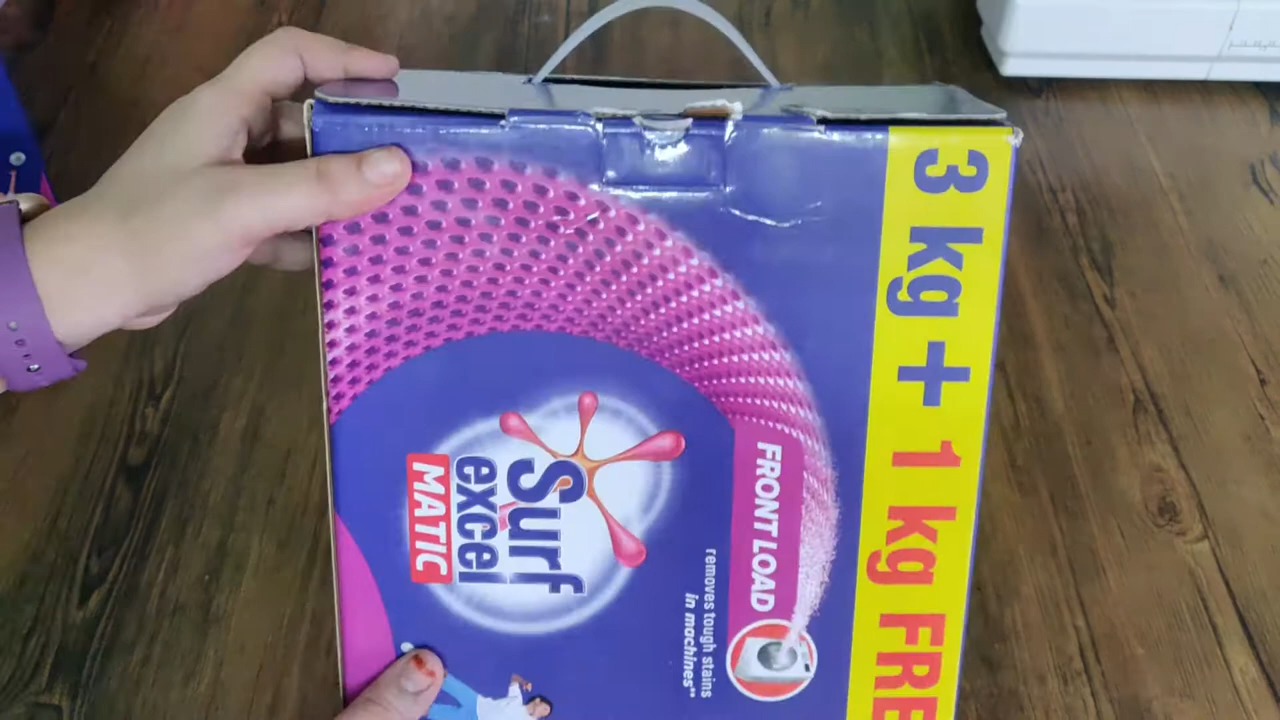 3 kg + 1 kg FRE
FRONT LOAD
removes tough stains
in machines**
Surf
excel
MATIC